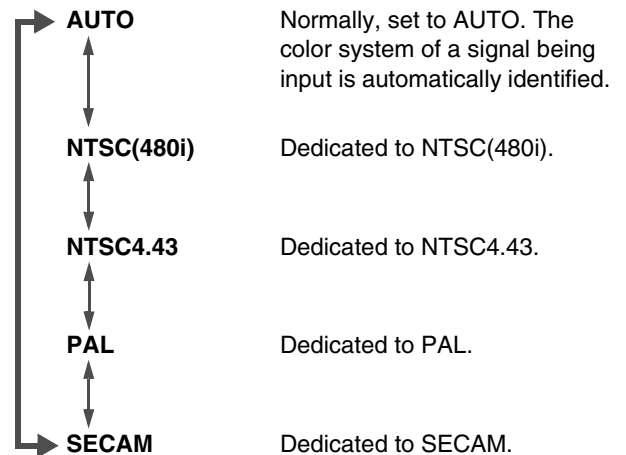 AUTO Normally, set to AUTO. The
color system of a signal being
input is automatically identified.
NTSC(480i) Dedicated to NTSC(480i).
NTSC4.43 Dedicated to NTSC4.43.
PAL Dedicated to PAL.
SECAM Dedicated to SECAM.